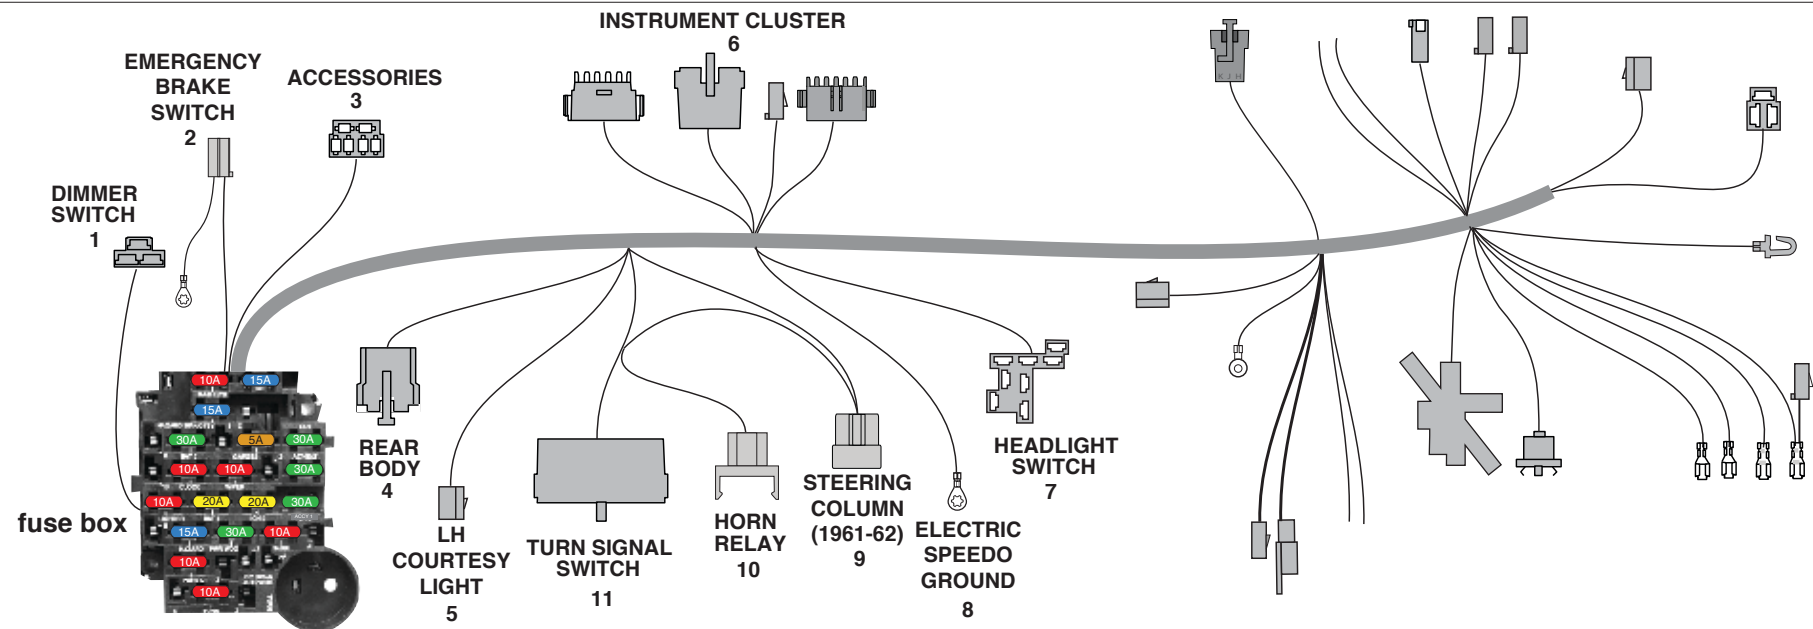 INSTRUMENT CLUSTER
6
EMERGENCY
BRAKE
SWITCH
2
ACCESSORIES
3
DIMMER
SWITCH
1
K J H
REAR
BODY
4
LH
COURTESY
LIGHT
5
TURN SIGNAL
SWITCH
11
HORN
RELAY
10
STEERING
COLUMN
(1961-62)
9
ELECTRIC
SPEEDO
GROUND
8
HEADLIGHT
SWITCH
7
fuse box
10A 15A
15A
30A 5A 30A
10A 10A 30A
10A 20A 20A 30A
15A 30A 10A
10A
10A